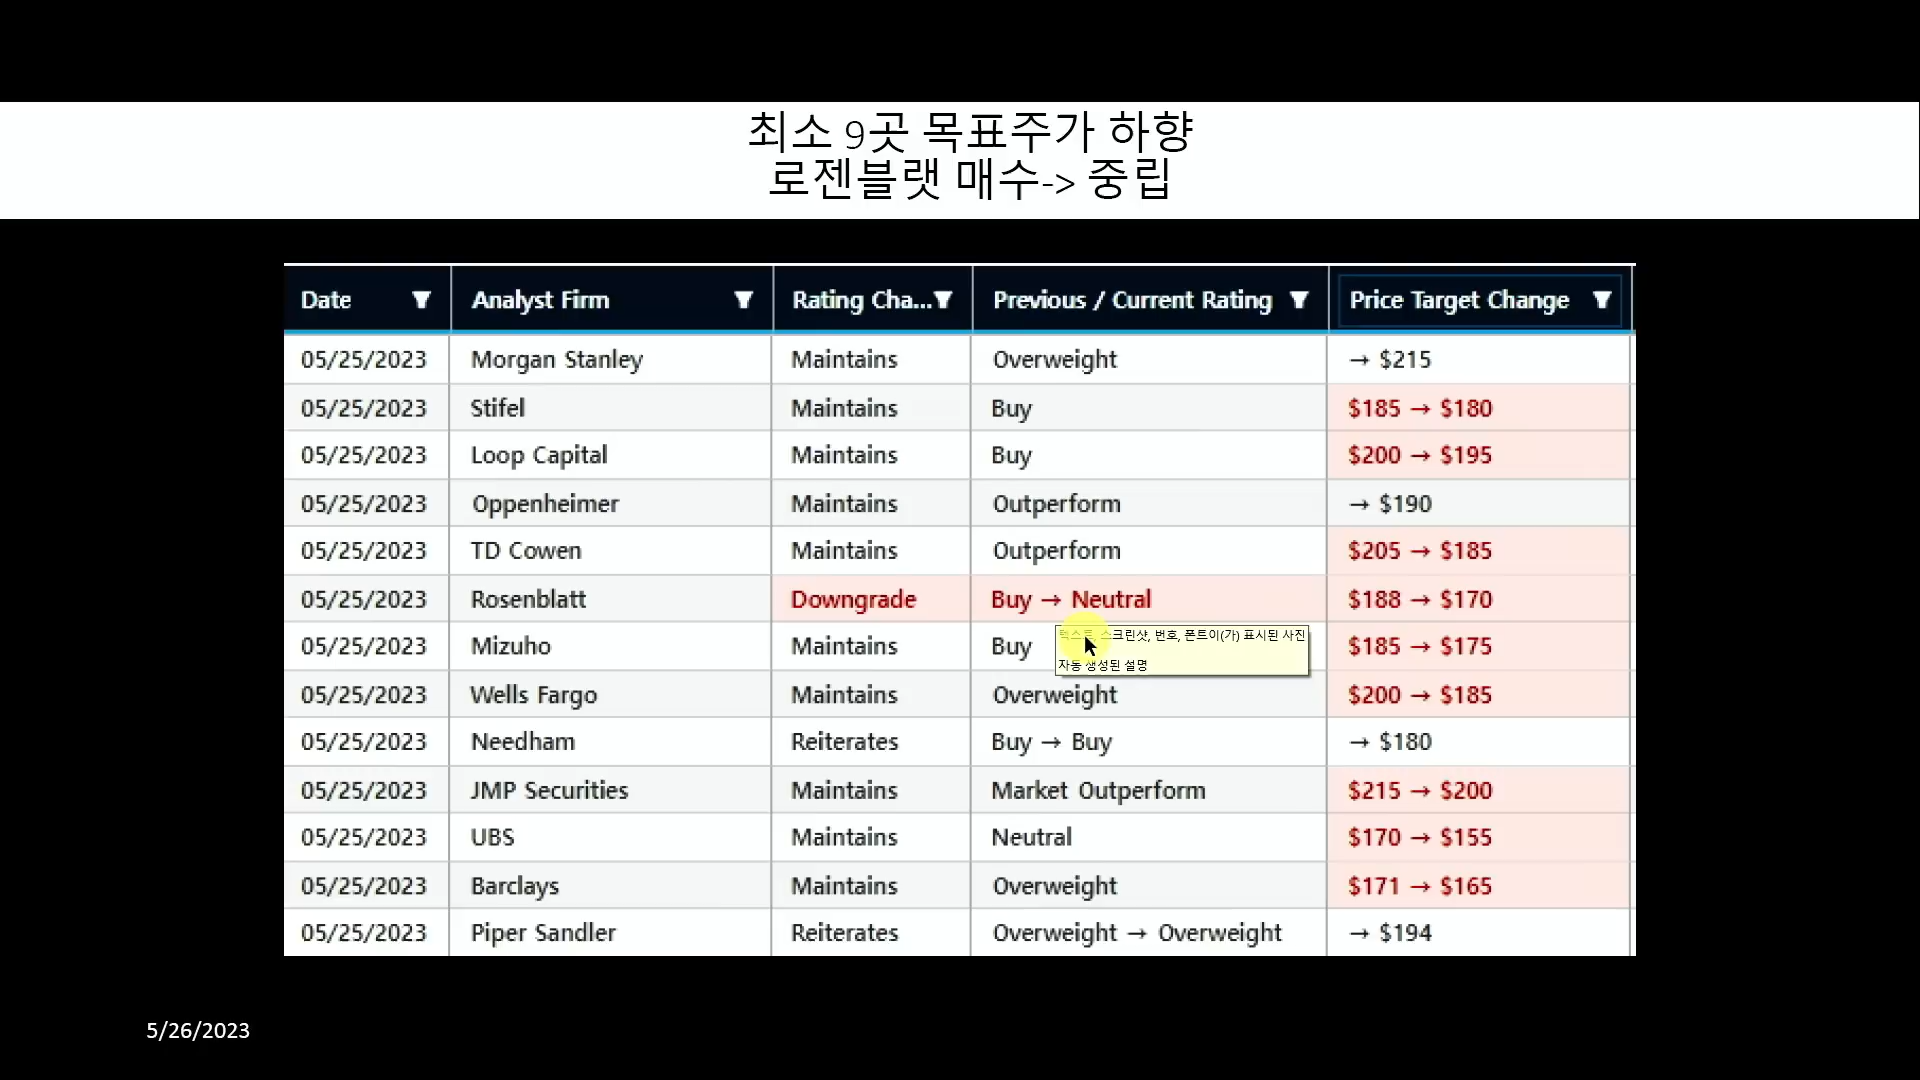 최소 9곳 목표주가 하향
로젠블랫 매수-> 중립
Date ▼ Analyst Firm ▼ Rating Cha...▼ Previous / Current Rating ▼ Price Target Change ▼
05/25/2023 Morgan Stanley Maintains Overweight → $215
05/25/2023 Stifel Maintains Buy $185 → $180
05/25/2023 Loop Capital Maintains Buy $200 → $195
05/25/2023 Oppenheimer Maintains Outperform → $190
05/25/2023 TD Cowen Maintains Outperform $205 → $185
05/25/2023 Rosenblatt Downgrade Buy → Neutral $188 → $170
텍스트, 스크린샷, 번호, 폰트이(가) 표시된 사진
05/25/2023 Mizuho Maintains Buy $185 → $175
자동 생성된 설명
05/25/2023 Wells Fargo Maintains Overweight $200 → $185
05/25/2023 Needham Reiterates Buy → Buy → $180
05/25/2023 JMP Securities Maintains Market Outperform $215 → $200
05/25/2023 UBS Maintains Neutral $170 → $155
05/25/2023 Barclays Maintains Overweight $171 → $165
05/25/2023 Piper Sandler Reiterates Overweight → Overweight → $194
5/26/2023